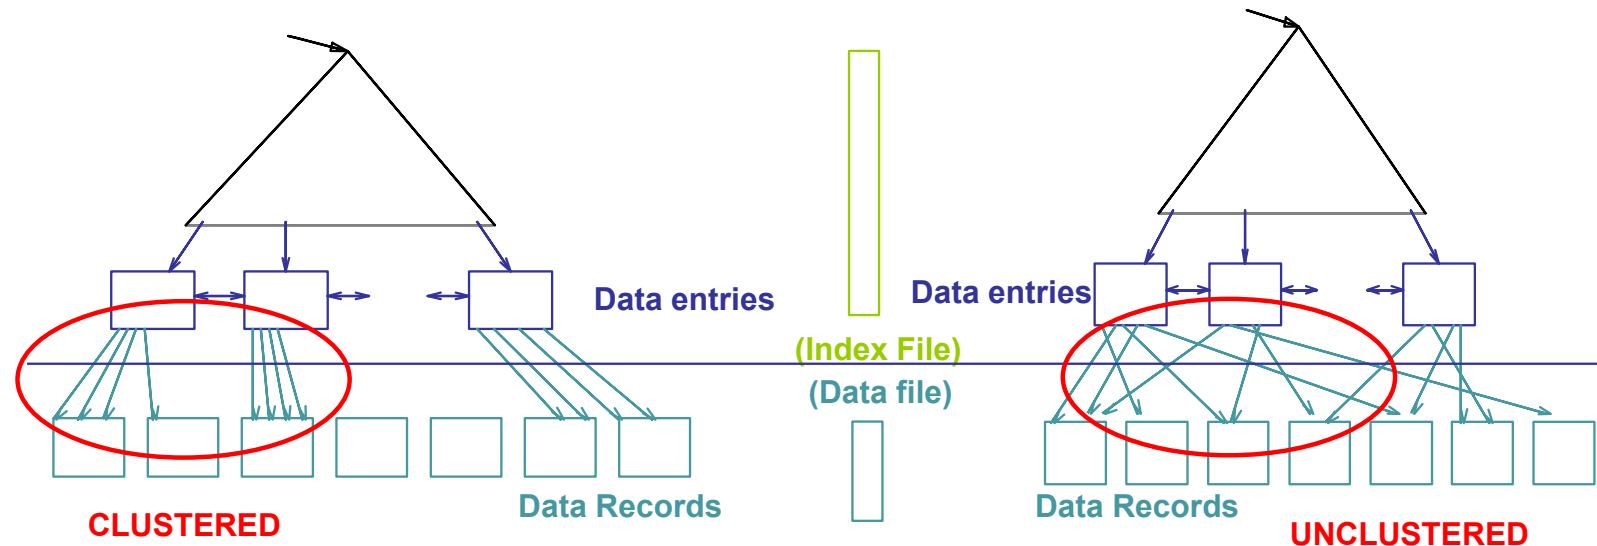 Data entries
Data entries
(Index File)
(Data file)
Data Records
Data Records
CLUSTERED
UNCLUSTERED